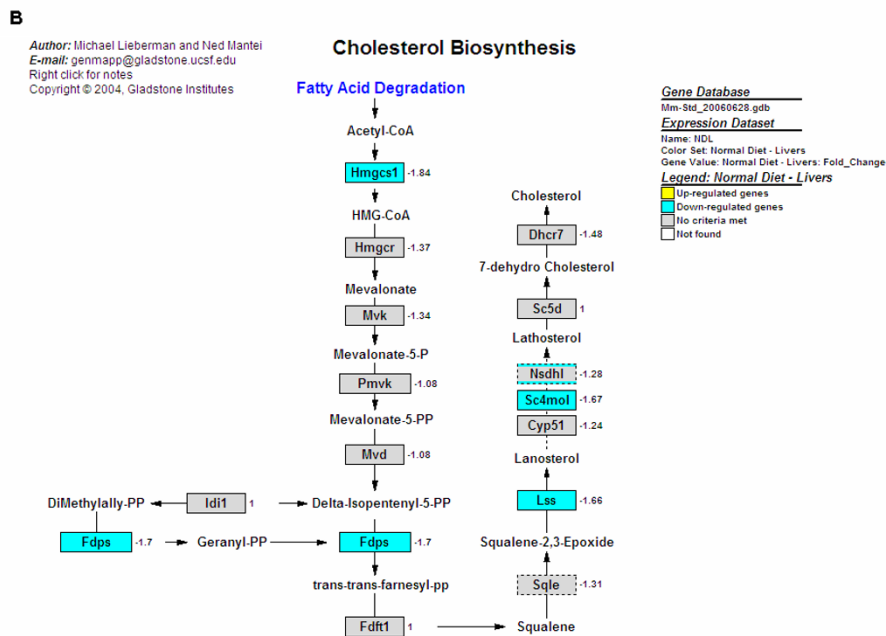 B
Author: Michael Lieberman and Ned Mantei
E-mail: genmapp@gladstone.ucsf.edu
Right click for notes
Copyright © 2004, Gladstone Institutes
Cholesterol Biosynthesis
Gene Database
Mm-Std_20060628.gdb
Expression Dataset
Name: NDL
Color Set: Normal Diet - Livers
Gene Value: Normal Diet - Livers: Fold_Change
Legend: Normal Diet - Livers
Up-regulated genes
Down-regulated genes
No criteria met
Not found
Fatty Acid Degradation
Acetyl-CoA
Hmgcs1 -1.84
HMG-CoA
Hmgcr -1.37
Mevalonate
Mvk -1.34
Mevalonate-5-P
Pmvk -1.08
Mevalonate-5-PP
Mvd -1.08
DiMethylally-PP
Idi1 1
Delta-Isopentenyl-5-PP
Fdps -1.7
Geranyl-PP
Fdps -1.7
trans-trans-farnesyl-pp
Fdft1 1
Cholesterol
Dhcr7 -1.48
7-dehydro Cholesterol
Sc5d 1
Lathosterol
Nsdhl -1.28
Sc4mol -1.67
Cyp51 -1.24
Lanosterol
Lss -1.66
Squalene-2,3-Epoxide
Sqle -1.31
Squalene